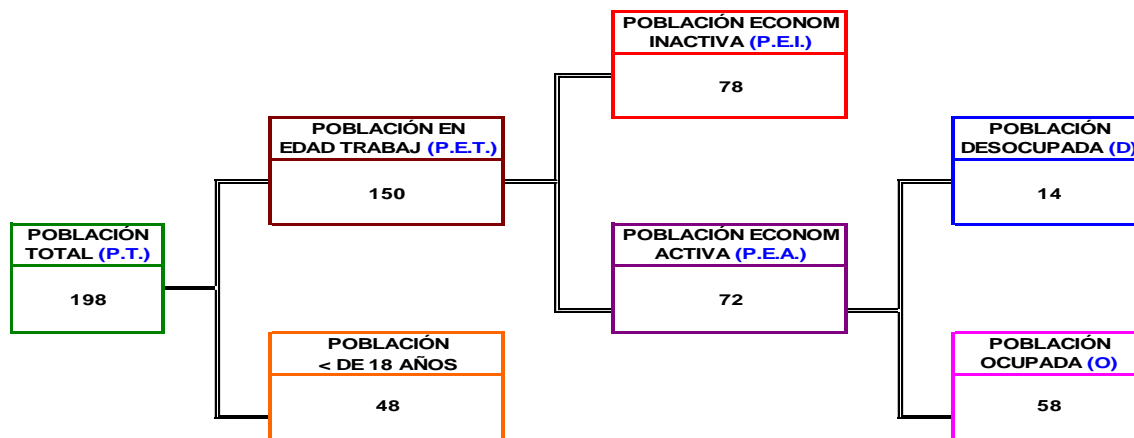 POBLACIÓN ECONOM
INACTIVA (P.E.I.)
78
POBLACIÓN EN
EDAD TRABAJ (P.E.T.)
150
POBLACIÓN
DESOCUPADA (D)
14
POBLACIÓN
TOTAL (P.T.)
198
POBLACIÓN ECONOM
ACTIVA (P.E.A.)
72
POBLACIÓN
< DE 18 AÑOS
48
POBLACIÓN
OCUPADA (O)
58